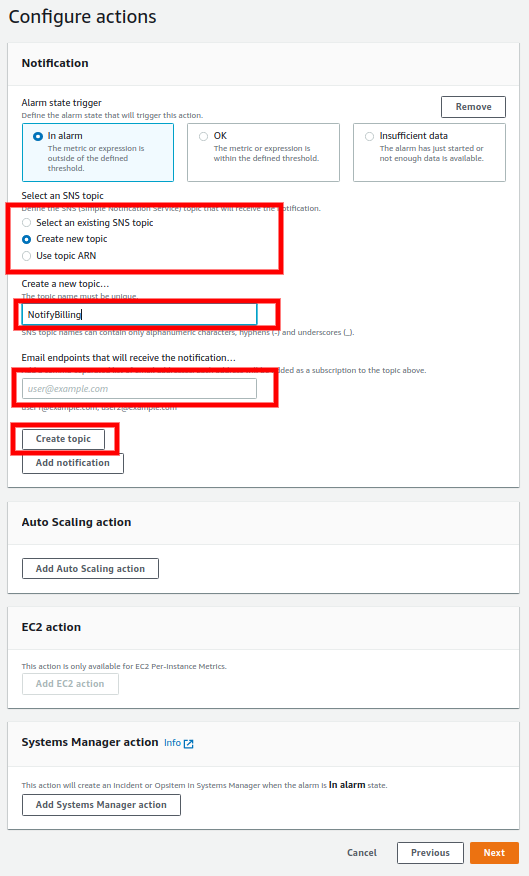 Configure actions
Notification
Alarm state trigger
Define the alarm state that will trigger this action.
Remove
In alarm
The metric or expression is
outside of the defined
threshold.
OK
The metric or expression is
within the defined
threshold.
Insufficient data
The alarm has just started or
not enough data is available.
Select an SNS topic
Define the SNS (Simple Notification Service) topic that will receive the notification.
Select an existing SNS topic
Create new topic
Use topic ARN
Create a new topic…
The topic name must be unique.
NotifyBilling
SNS topic names can contain only alphanumeric characters, hyphens (-) and underscores (_).
Email endpoints that will receive the notification…
added as a subscription to the topic above.
user@example.com
user1@example.com, user2@example.com
Create topic
Add notification
Auto Scaling action
Add Auto Scaling action
EC2 action
This action is only available for EC2 Per-Instance Metrics.
Add EC2 action
Systems Manager action Info
This action will create an Incident or OpsItem in Systems Manager when the alarm is In alarm state.
Add Systems Manager action
Cancel
Previous
Next